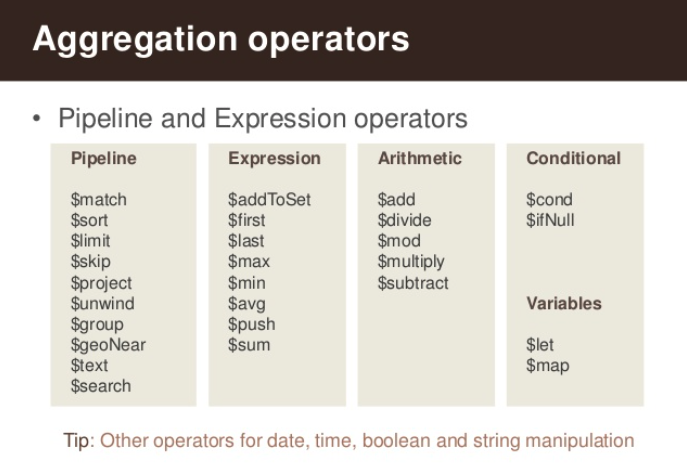 Aggregation operators
• Pipeline and Expression operators
Pipeline
$match
$sort
$limit
$skip
$project
$unwind
$group
$geoNear
$text
$search
Expression
$addToSet
$first
$last
$max
$min
$avg
$push
$sum
Arithmetic
$add
$divide
$mod
$multiply
$subtract
Conditional
$cond
$ifNull
Variables
$let
$map
Tip: Other operators for date, time, boolean and string manipulation